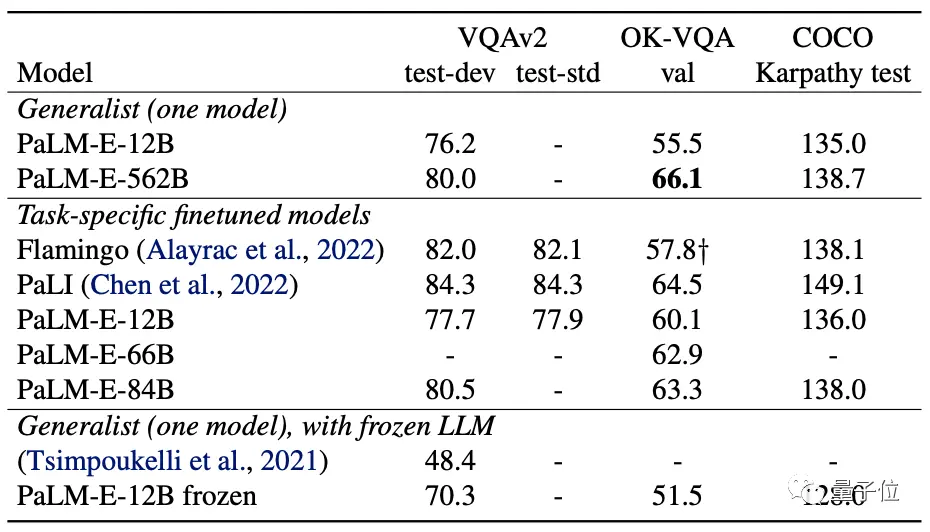 VQAv2 OK-VQA COCO
Model test-dev test-std val Karpathy test
Generalist (one model)
PaLM-E-12B 76.2 - 55.5 135.0
PaLM-E-562B 80.0 - 66.1 138.7
Task-specific finetuned models
Flamingo (Alayrac et al., 2022) 82.0 82.1 57.8† 138.1
PaLI (Chen et al., 2022) 84.3 84.3 64.5 149.1
PaLM-E-12B 77.7 77.9 60.1 136.0
PaLM-E-66B - - 62.9 -
PaLM-E-84B 80.5 - 63.3 138.0
Generalist (one model), with frozen LLM
(Tsimpoukelli et al., 2021) 48.4 - - -
PaLM-E-12B frozen 70.3 - 51.5 128.0
量子位